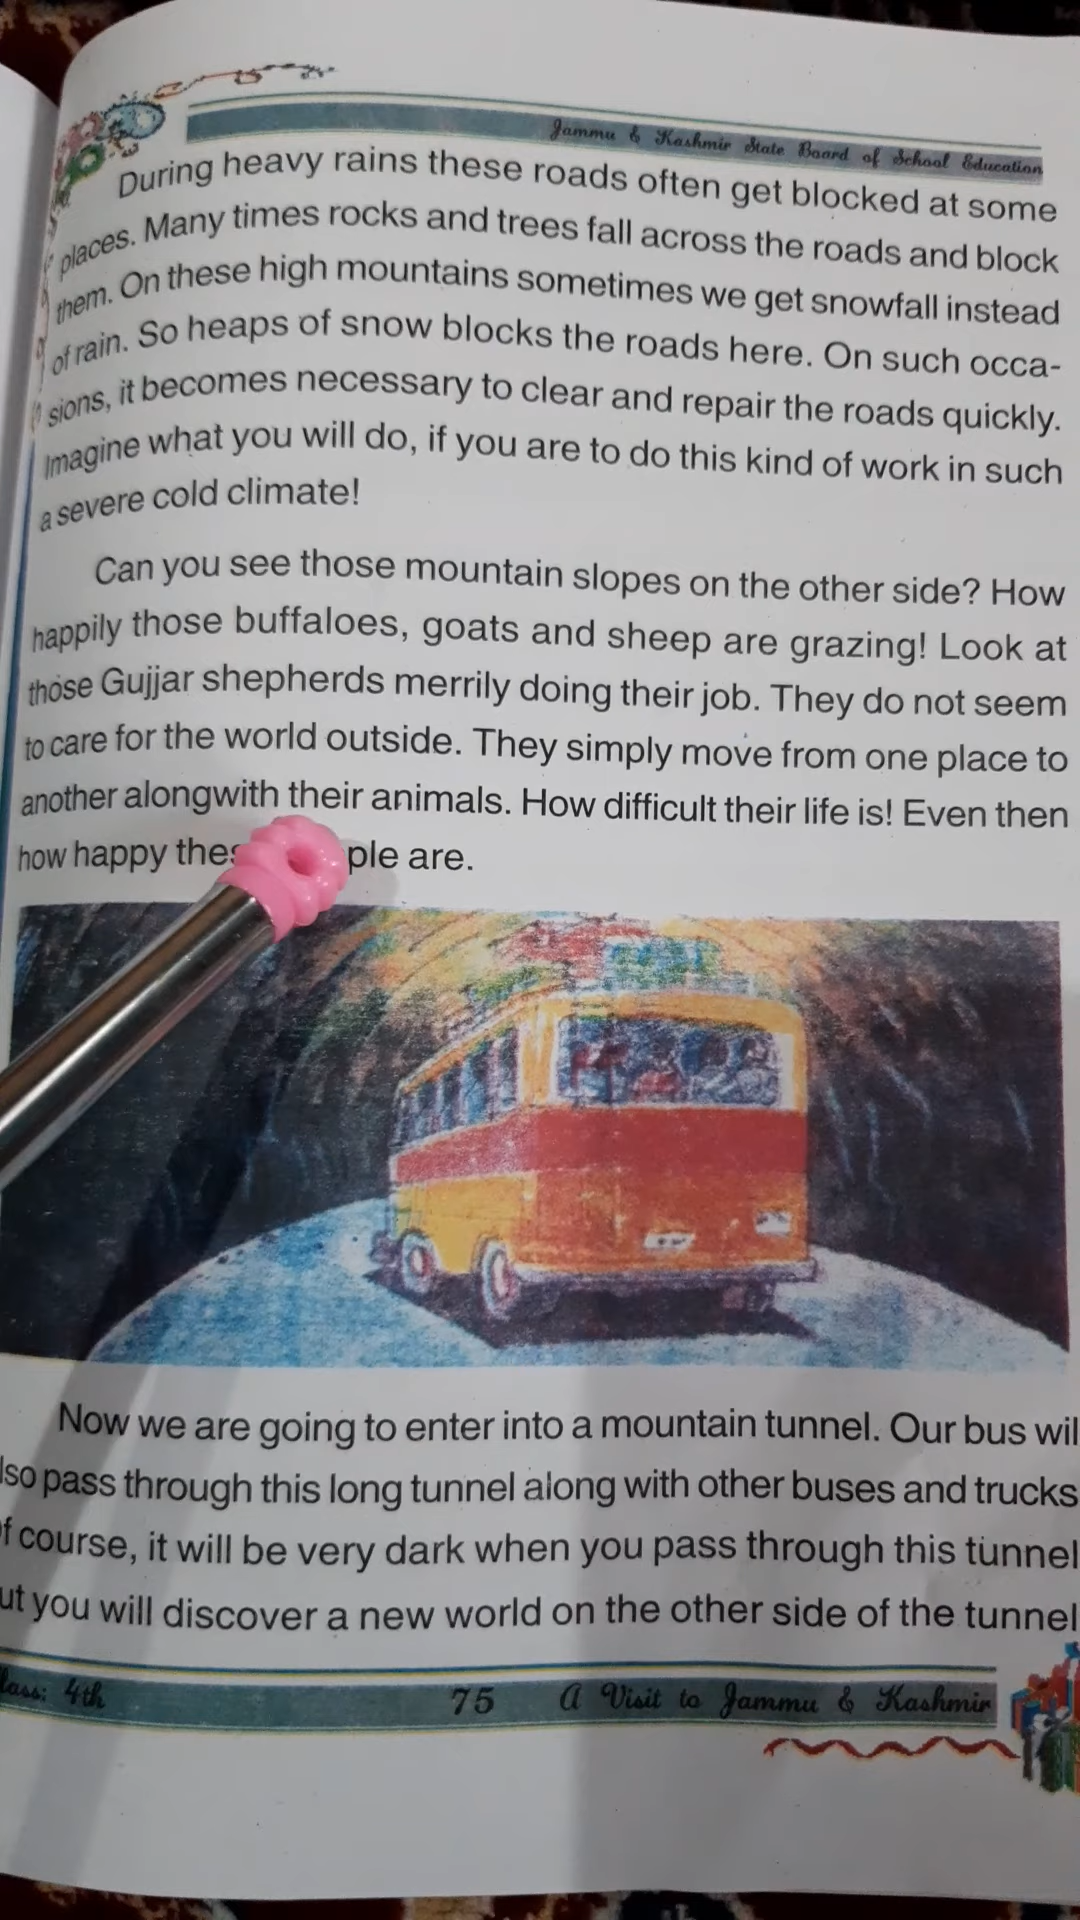 Jammu & Kashmir State Board of School Education
During heavy rains these roads often get blocked at some
places. Many times rocks and trees fall across the roads and block
them. On these high mountains sometimes we get snowfall instead
of rain. So heaps of snow blocks the roads here. On such occa-
sions, it becomes necessary to clear and repair the roads quickly.
Imagine what you will do, if you are to do this kind of work in such
a severe cold climate!
Can you see those mountain slopes on the other side? How
happily those buffaloes, goats and sheep are grazing! Look at
those Gujjar shepherds merrily doing their job. They do not seem
to care for the world outside. They simply move from one place to
another alongwith their animals. How difficult their life is! Even then
how happy thes ple are.
Now we are going to enter into a mountain tunnel. Our bus wil
lso pass through this long tunnel along with other buses and trucks
f course, it will be very dark when you pass through this tunnel
ut you will discover a new world on the other side of the tunnel
lass: 4th 75 A Visit to Jammu & Kashmir